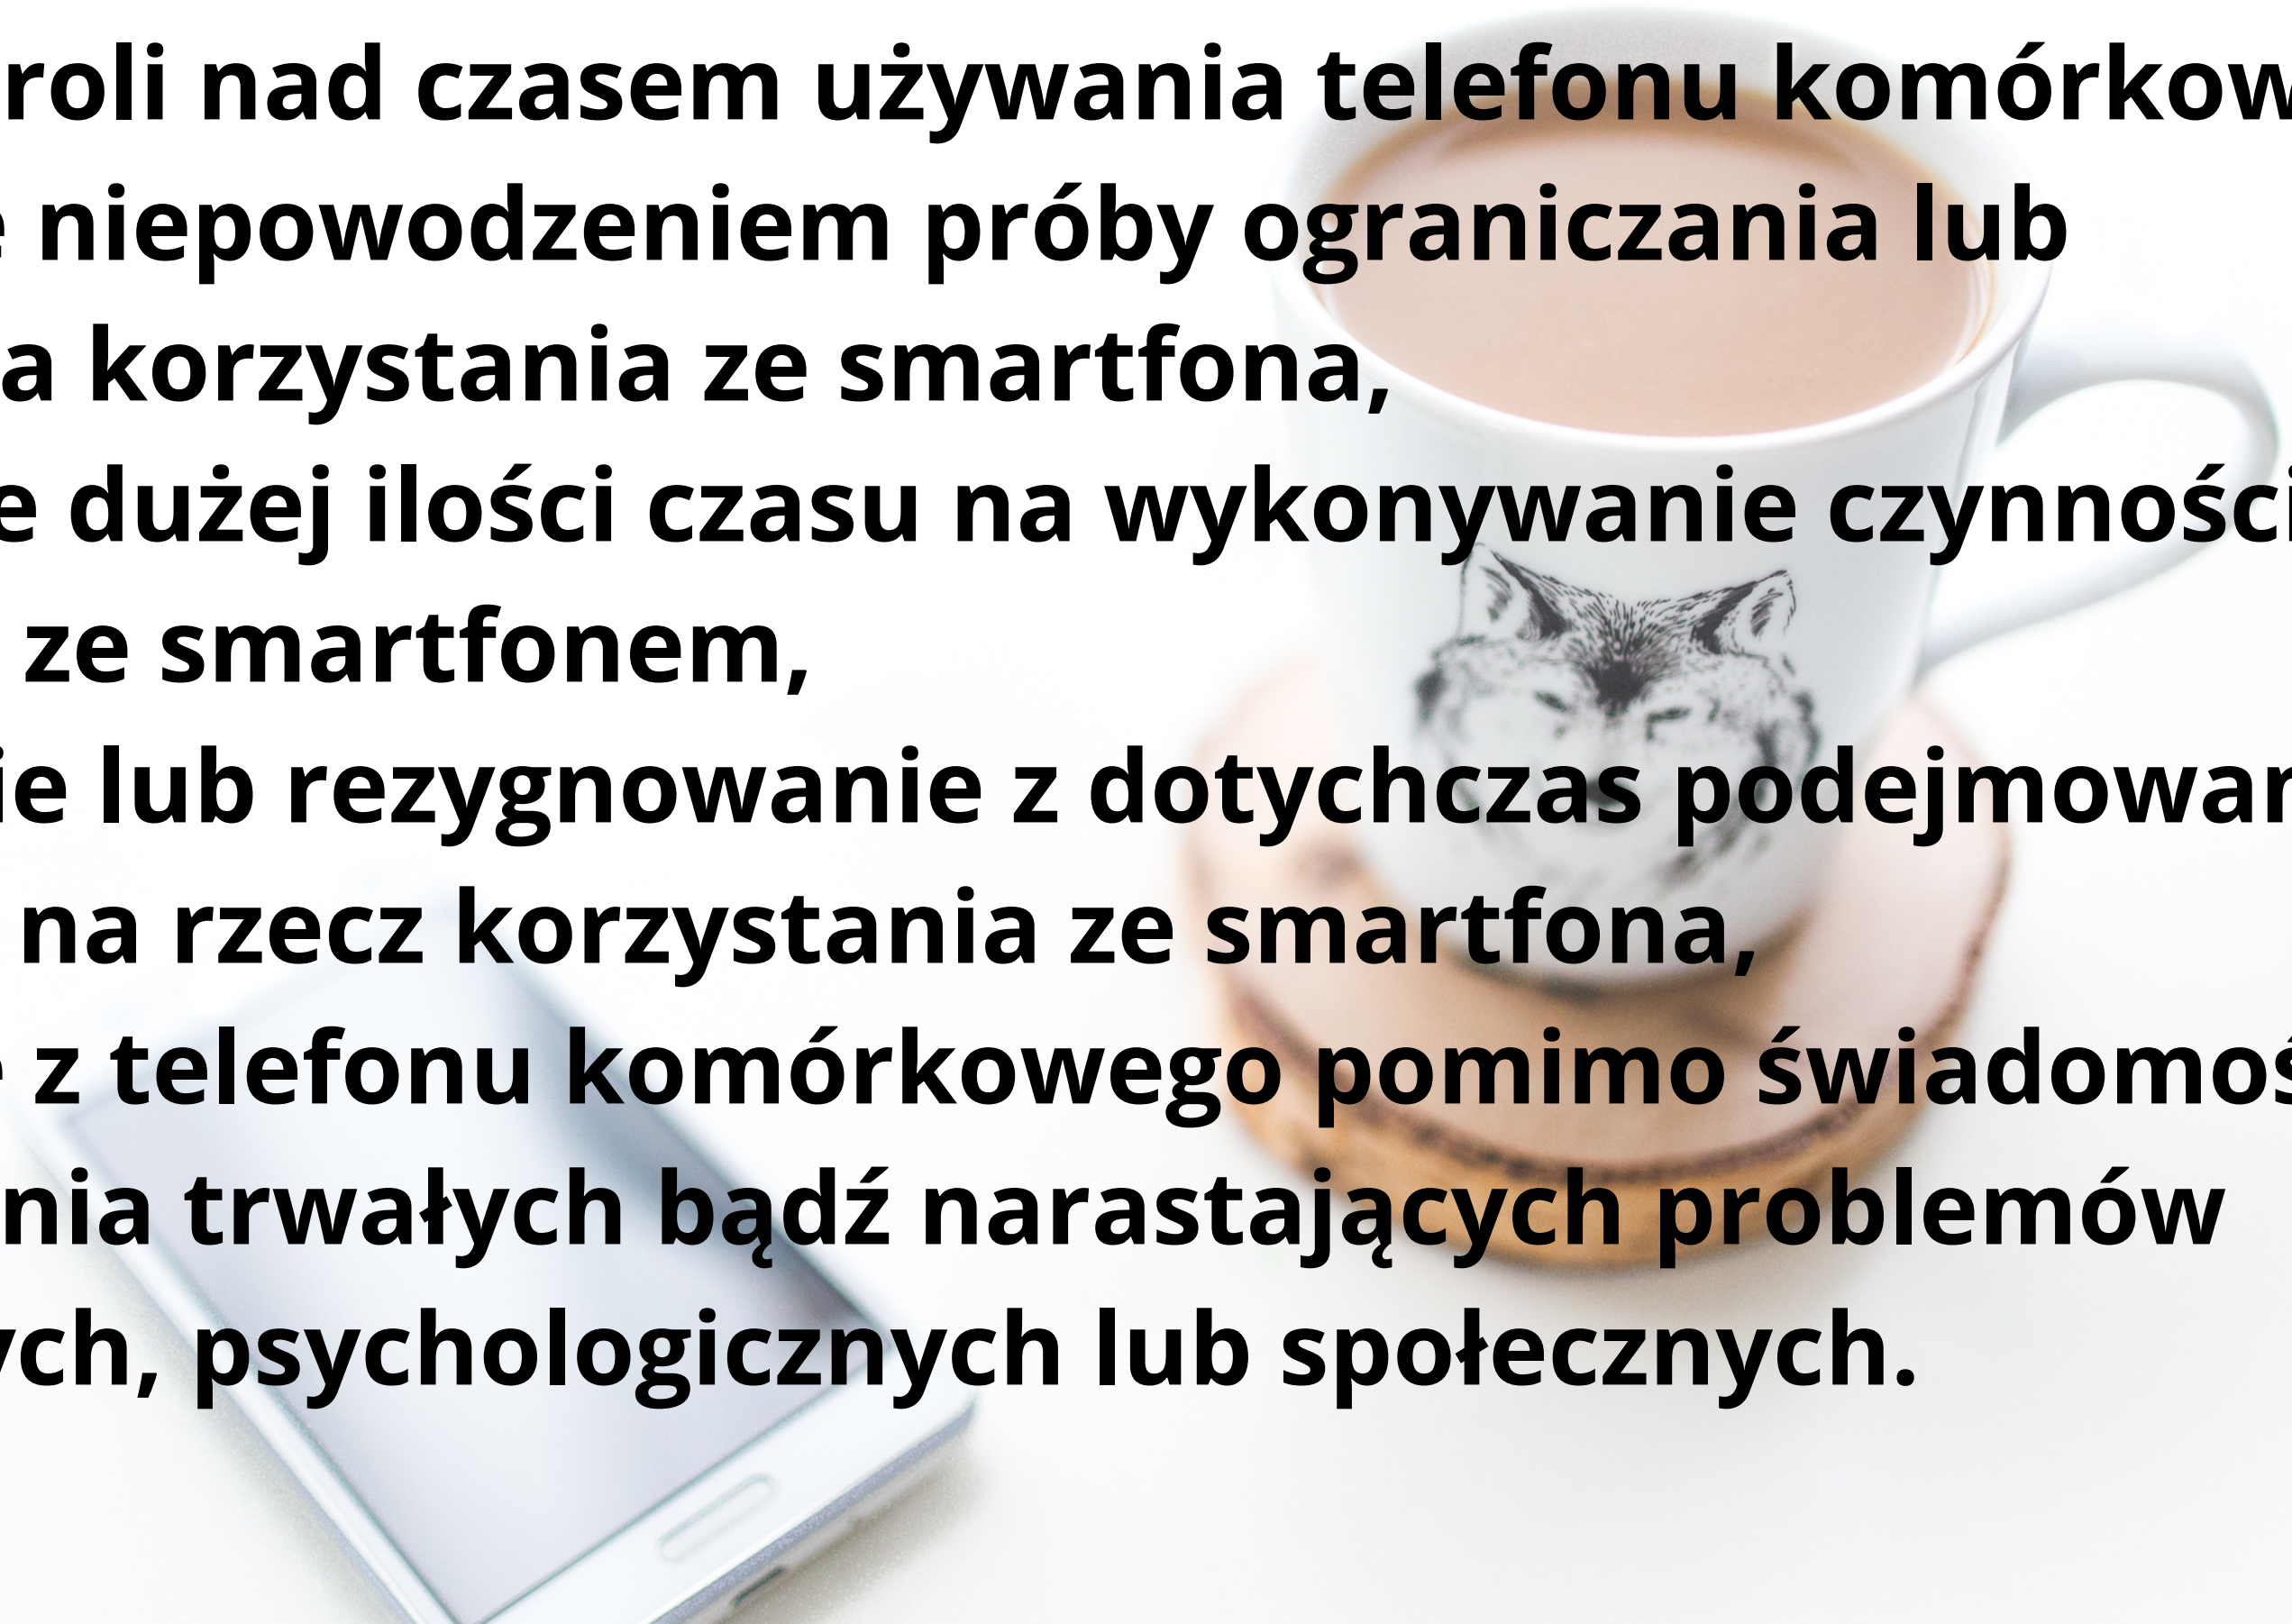 roli nad czasem używania telefonu komórkow
niepowodzeniem próby ograniczania lub
a korzystania ze smartfona,
e dużej ilości czasu na wykonywanie czynności
ze smartfonem,
ie lub rezygnowanie z dotychczas podejmowan
na rzecz korzystania ze smartfona,
z telefonu komórkowego pomimo świadomoś
nia trwałych bądź narastających problemów
ych, psychologicznych lub społecznych.